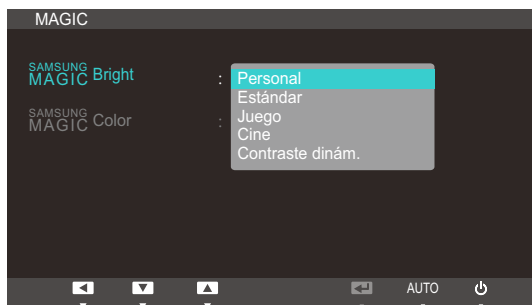 MAGIC
SAMSUNG
MAGIC Bright : Personal
Estándar
Juego
Cine
Contraste dinám.
SAMSUNG
MAGIC Color :
AUTO